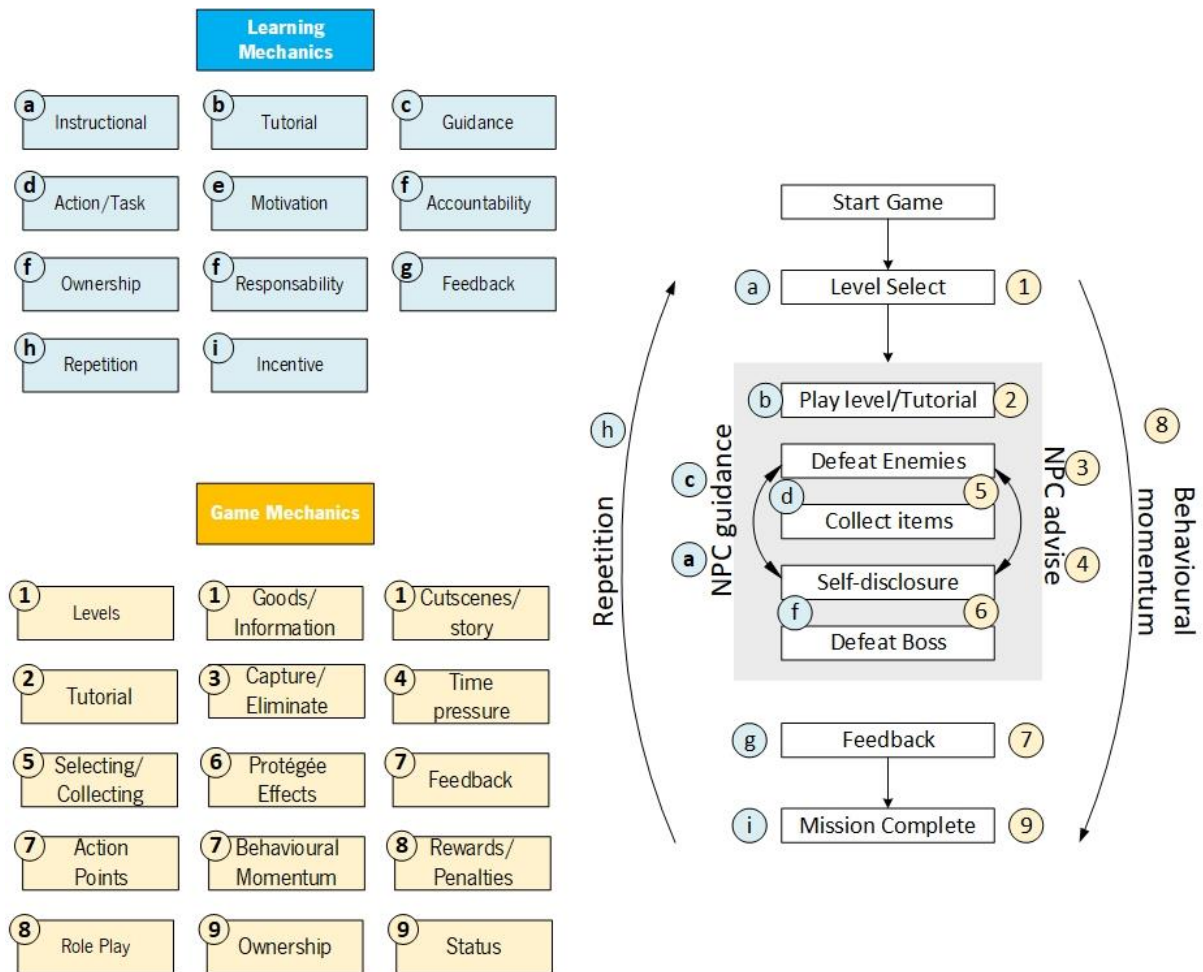 Learning
Mechanics
a Instructional
b Tutorial
c Guidance
d Action/Task
e Motivation
f Accountability
f Ownership
f Responsability
g Feedback
h Repetition
i Incentive
Game Mechanics
1 Levels
1 Goods/
Information
1 Cutscenes/
story
2 Tutorial
3 Capture/
Eliminate
4 Time
pressure
5 Selecting/
Collecting
6 Protégée
Effects
7 Feedback
7 Action
Points
7 Behavioural
Momentum
8 Rewards/
Penalties
8 Role Play
9 Ownership
9 Status
Start Game
a Level Select 1
b Play level/Tutorial 2
Defeat Enemies 3
d 5
Collect items
Self-disclosure 4
f 6
Defeat Boss
c
a
NPC guidance
NPC advise
h
Repetition
8
Behavioural
momentum
g Feedback 7
i Mission Complete 9